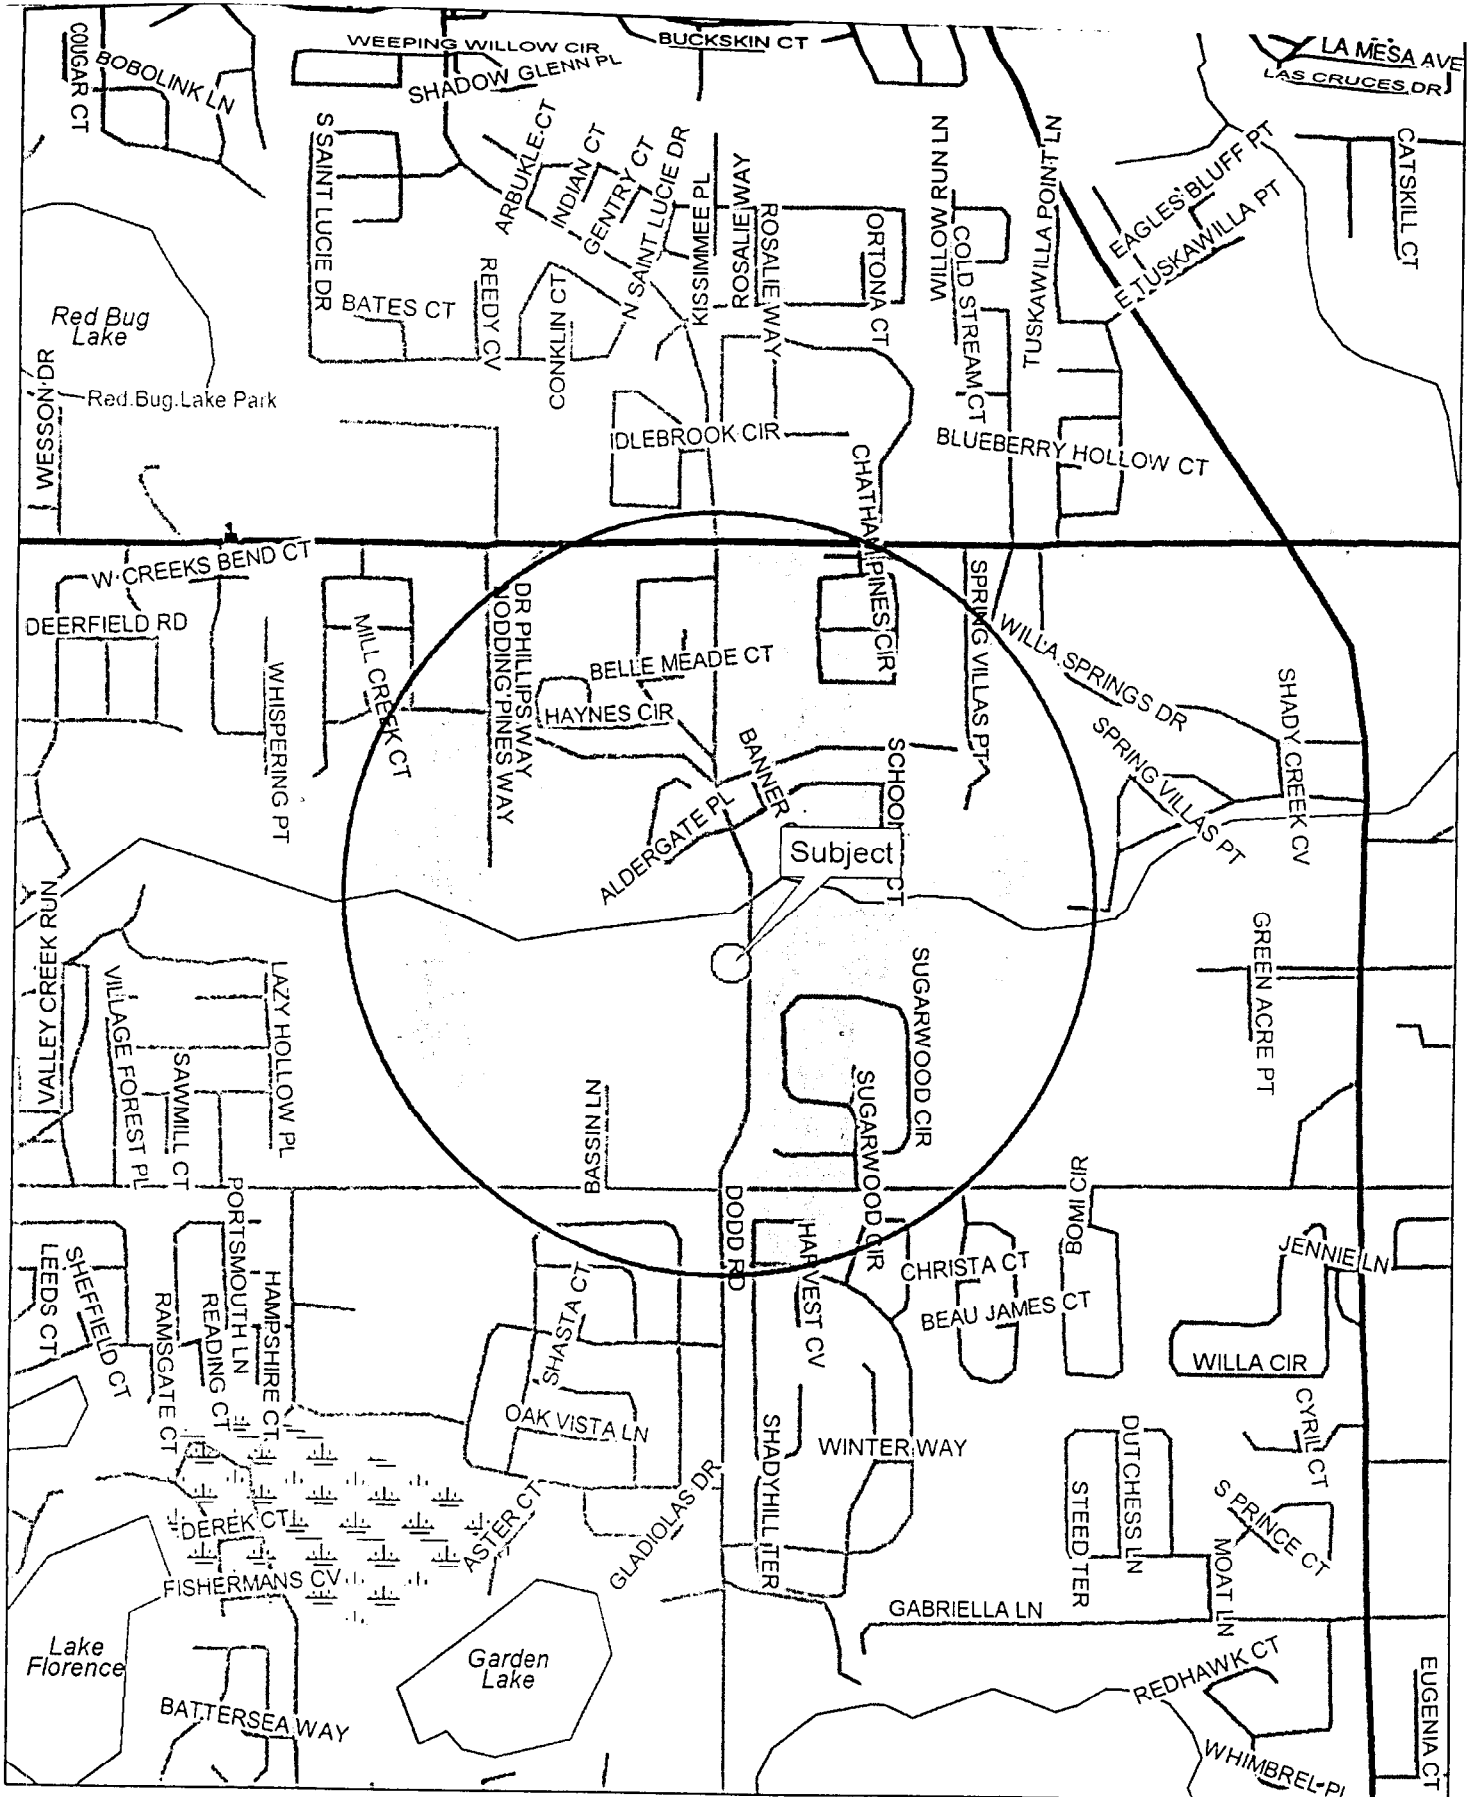 COUGAR CT
BOBOLINK LN
WEEPING WILLOW CIR
SHADOW GLENN PL
BUCKSKIN CT
LA MESA AVE
LAS CRUCES DR
S SAINT LUCIE DR
ARBUKLE CT
INDIAN CT
GENTRY CT
N SAINT LUCIE DR
KISSIMMEE PL
ROSALIE WAY
ROSALIE WAY
ORTONA CT
WILLOW RUN LN
COLD STREAM CT
TUSKAWILLA POINT LN
EAGLES BLUFF PT
E TUSKAWILLA PT
CATSKILL CT
Red Bug
Lake
BATES CT
REEDY CV
CONKLIN CT
WESSON DR
Red Bug Lake Park
IDLEBROOK CIR
CHATHAM PINES CIR
BLUEBERRY HOLLOW CT
W CREEKS BEND CT
DEERFIELD RD
WHISPERING PT
MILL CREEK CT
DR PHILLIPS WAY
NODDING PINES WAY
BELLE MEADE CT
HAYNES CIR
SPRING VILLAS PT
WILLA SPRINGS DR
SPRING VILLAS PT
SHADY CREEK CV
BANNER
ALDERGATE PL
Subject
VALLEY CREEK RUN
VILLAGE FOREST PL
SAWMILL CT
LAZY HOLLOW PL
SUGARWOOD CIR
SUGARWOOD CIR
GREEN ACRE PT
BASSIN LN
DODD RD
BOMI CIR
LEEDS CT
SHEFFIELD CT
RAMSGATE CT
READING CT
PORTSMOUTH LN
HAMPSHIRE CT
SHASTA CT
HARVEST CV
CHRISTA CT
BEAU JAMES CT
JENNIE LN
WILLA CIR
OAK VISTA LN
SHADYHILL TER
WINTER WAY
DUTCHESS LN
STEED TER
CYRIL CT
S PRINCE CT
MOAT LN
DEREK CT
ASTER CT
GLADIOLAS DR
FISHERMANS CV
GABRIELLA LN
Lake
Florence
Garden
Lake
BATTERSEA WAY
REDHAWK CT
WHIMBREL PL
EUGENIA CT